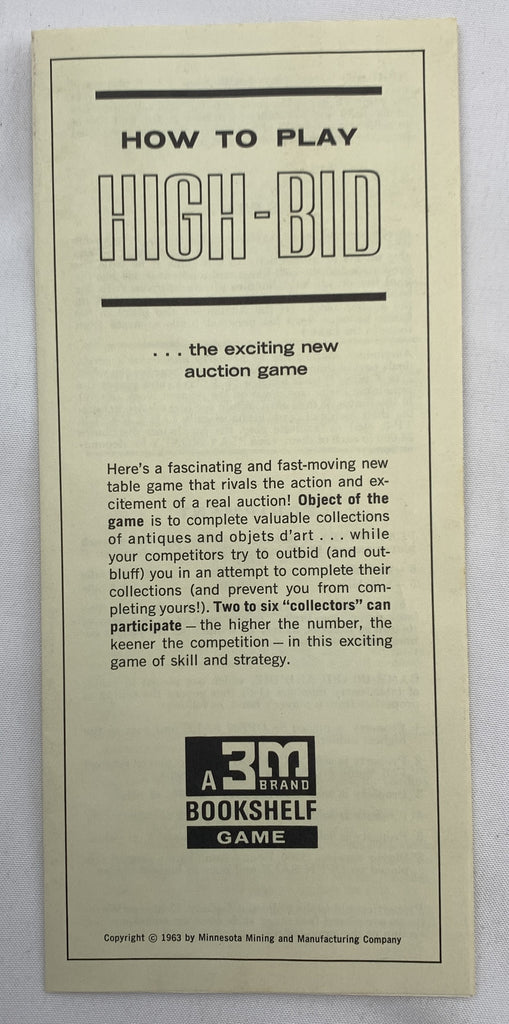 HOW TO PLAY
HIGH-BID
. . . the exciting new
auction game
Here's a fascinating and fast-moving new
table game that rivals the action and ex-
citement of a real auction! Object of the
game is to complete valuable collections
of antiques and objets d'art . . . while
your competitors try to outbid (and out-
bluff) you in an attempt to complete their
collections (and prevent you from com-
pleting yours!). Two to six “collectors” can
participate — the higher the number, the
keener the competition — in this exciting
game of skill and strategy.
A 3M
BRAND
BOOKSHELF
GAME
Copyright © 1963 by Minnesota Mining and Manufacturing Company